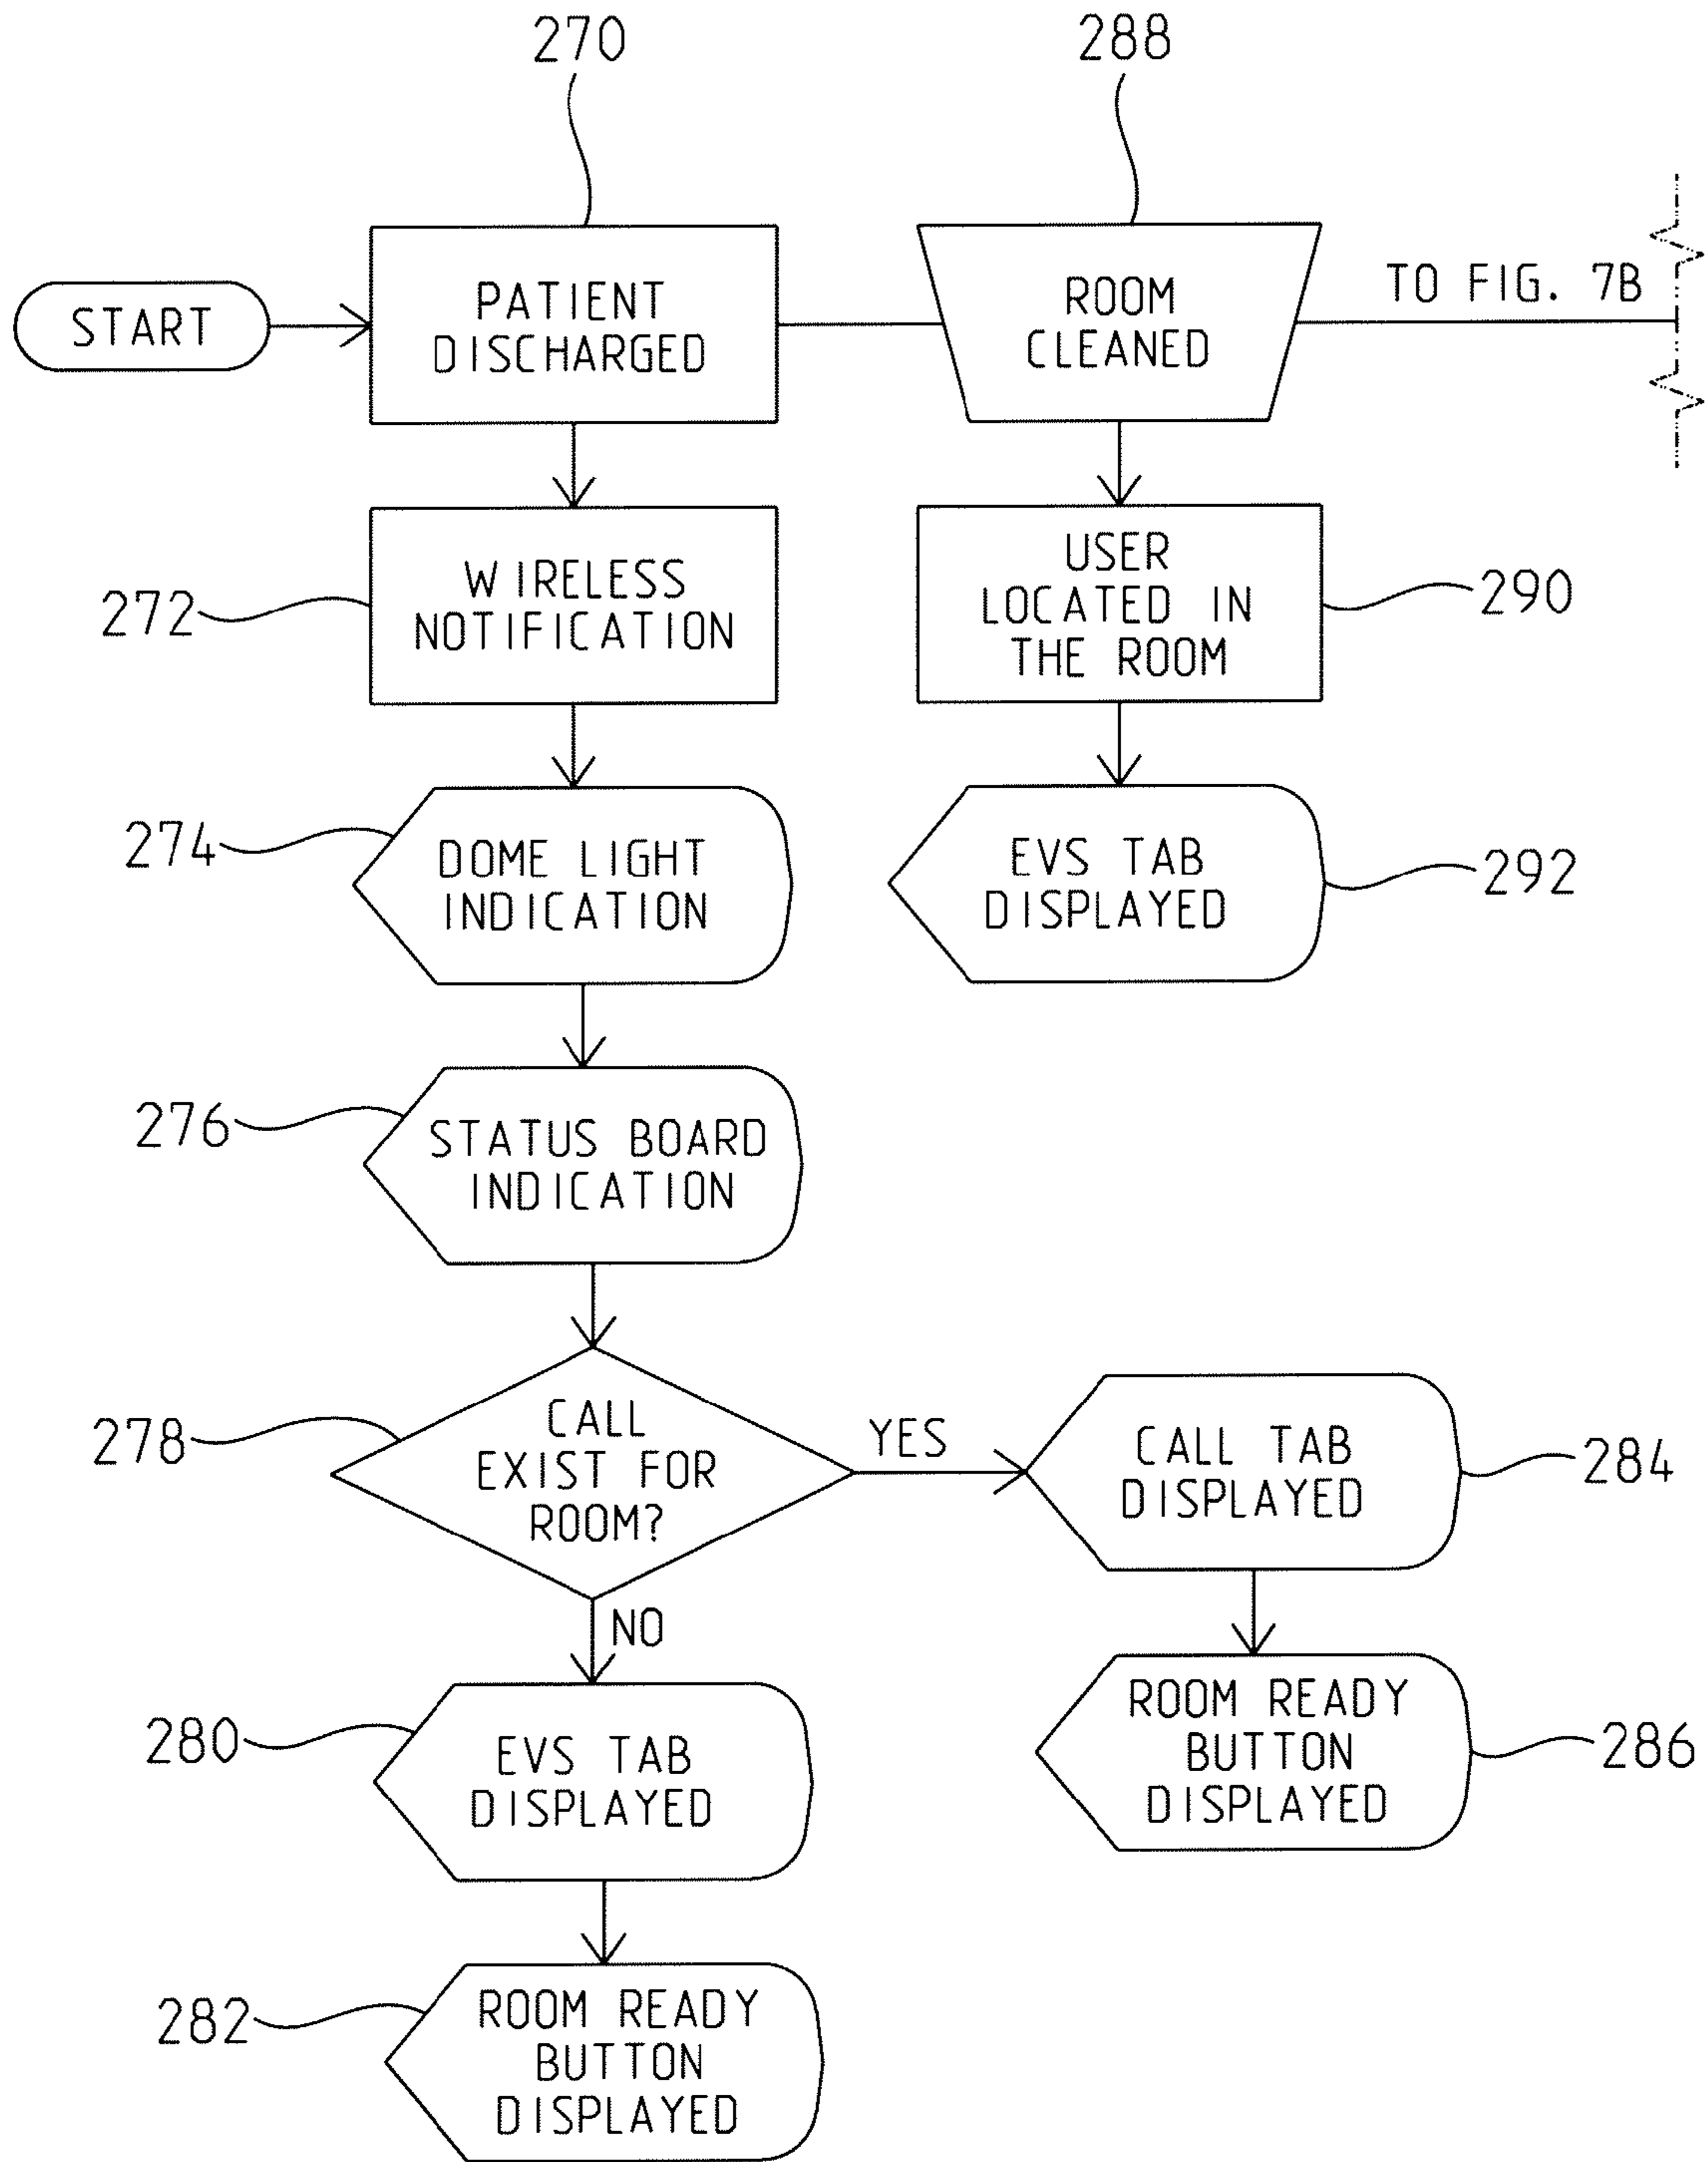 270
288
START
PATIENT
DISCHARGED
ROOM
CLEANED
TO FIG. 7B
272
WIRELESS
NOTIFICATION
USER
LOCATED IN
THE ROOM
290
274
DOME LIGHT
INDICATION
EVS TAB
DISPLAYED
292
276
STATUS BOARD
INDICATION
278
CALL
EXIST FOR
ROOM?
YES
CALL TAB
DISPLAYED
284
NO
280
EVS TAB
DISPLAYED
ROOM READY
BUTTON
DISPLAYED
286
282
ROOM READY
BUTTON
DISPLAYED